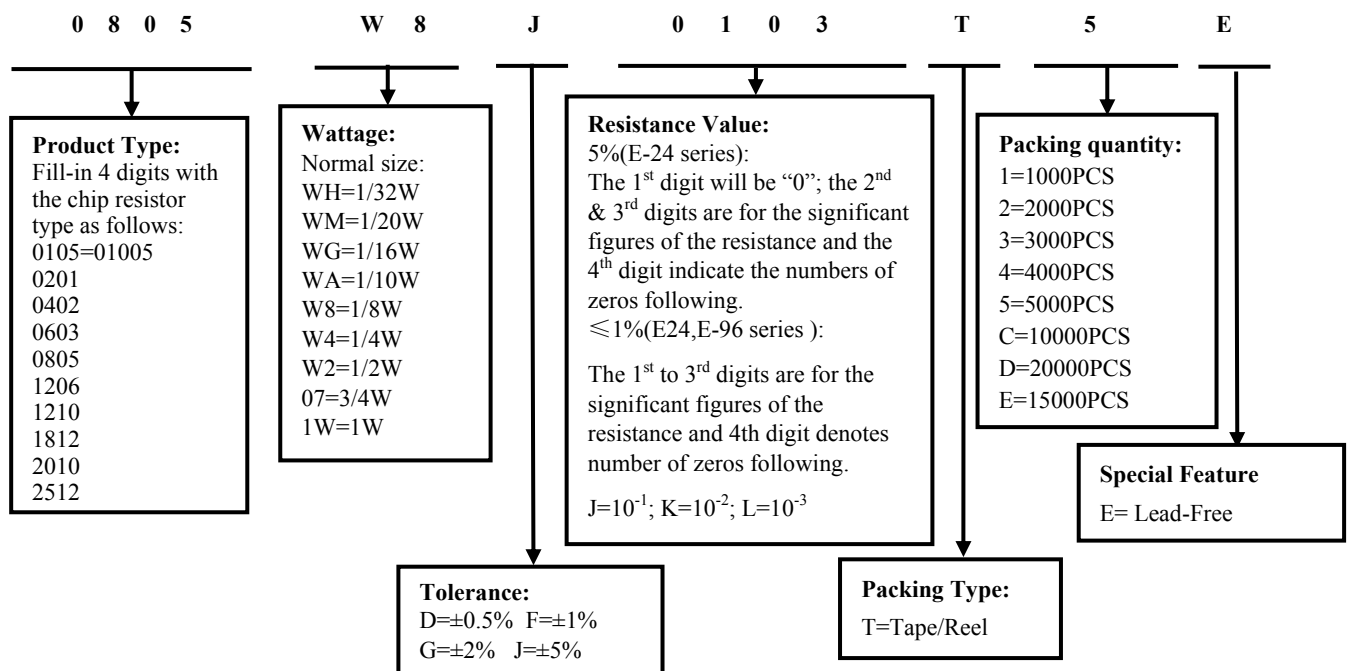 0 8 0 5 W 8 J 0 1 0 3 T 5 E
Product Type:
Fill-in 4 digits with
the chip resistor
type as follows:
0105=01005
0201
0402
0603
0805
1206
1210
1812
2010
2512
Wattage:
Normal size:
WH=1/32W
WM=1/20W
WG=1/16W
WA=1/10W
W8=1/8W
W4=1/4W
W2=1/2W
07=3/4W
1W=1W
Resistance Value:
5%(E-24 series):
The 1st digit will be “0”; the 2nd
& 3rd digits are for the significant
figures of the resistance and the
4th digit indicate the numbers of
zeros following.
≤1%(E24,E-96 series ):
The 1st to 3rd digits are for the
significant figures of the
resistance and 4th digit denotes
number of zeros following.
J=10⁻¹; K=10⁻²; L=10⁻³
Packing quantity:
1=1000PCS
2=2000PCS
3=3000PCS
4=4000PCS
5=5000PCS
C=10000PCS
D=20000PCS
E=15000PCS
Special Feature
E= Lead-Free
Tolerance:
D=±0.5% F=±1%
G=±2% J=±5%
Packing Type:
T=Tape/Reel